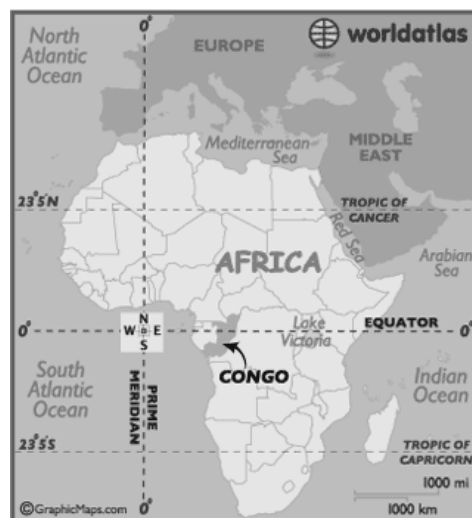 0°
North
Atlantic
Ocean
EUROPE
worldatlas
Mediterranean
Sea
MIDDLE
EAST
23°5N
TROPIC OF
CANCER
Red Sea
AFRICA
Arabian
Sea
N
0°
W
E
S
Lake
Victoria
EQUATOR
0°
CONGO
South
Atlantic
Ocean
PRIME
MERIDIAN
Indian
Ocean
23°5S
TROPIC OF
CAPRICORN
1000 mi
1000 km
©GraphicMaps.com
0°